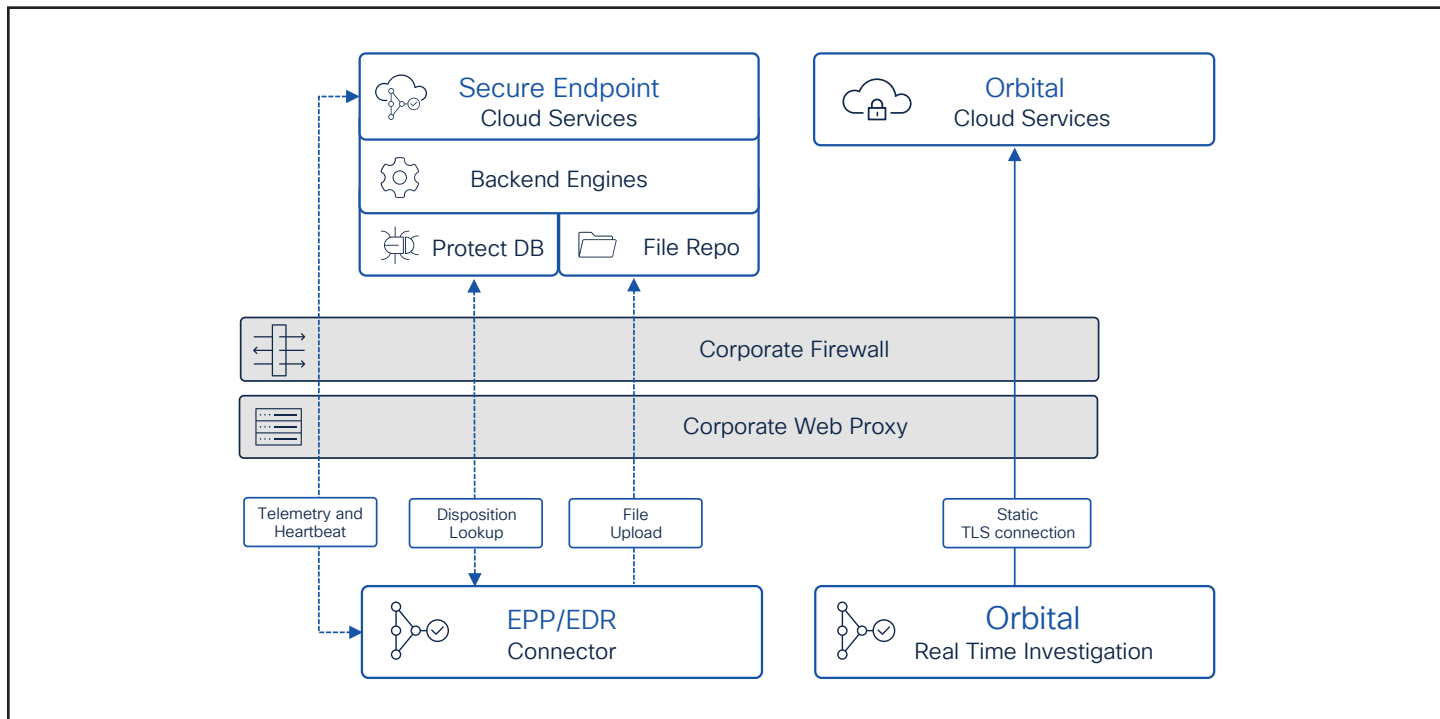 Secure Endpoint
Cloud Services
Orbital
Cloud Services
Backend Engines
Protect DB
File Repo
Corporate Firewall
Corporate Web Proxy
Telemetry and
Heartbeat
Disposition
Lookup
File
Upload
Static
TLS connection
EPP/EDR
Connector
Orbital
Real Time Investigation